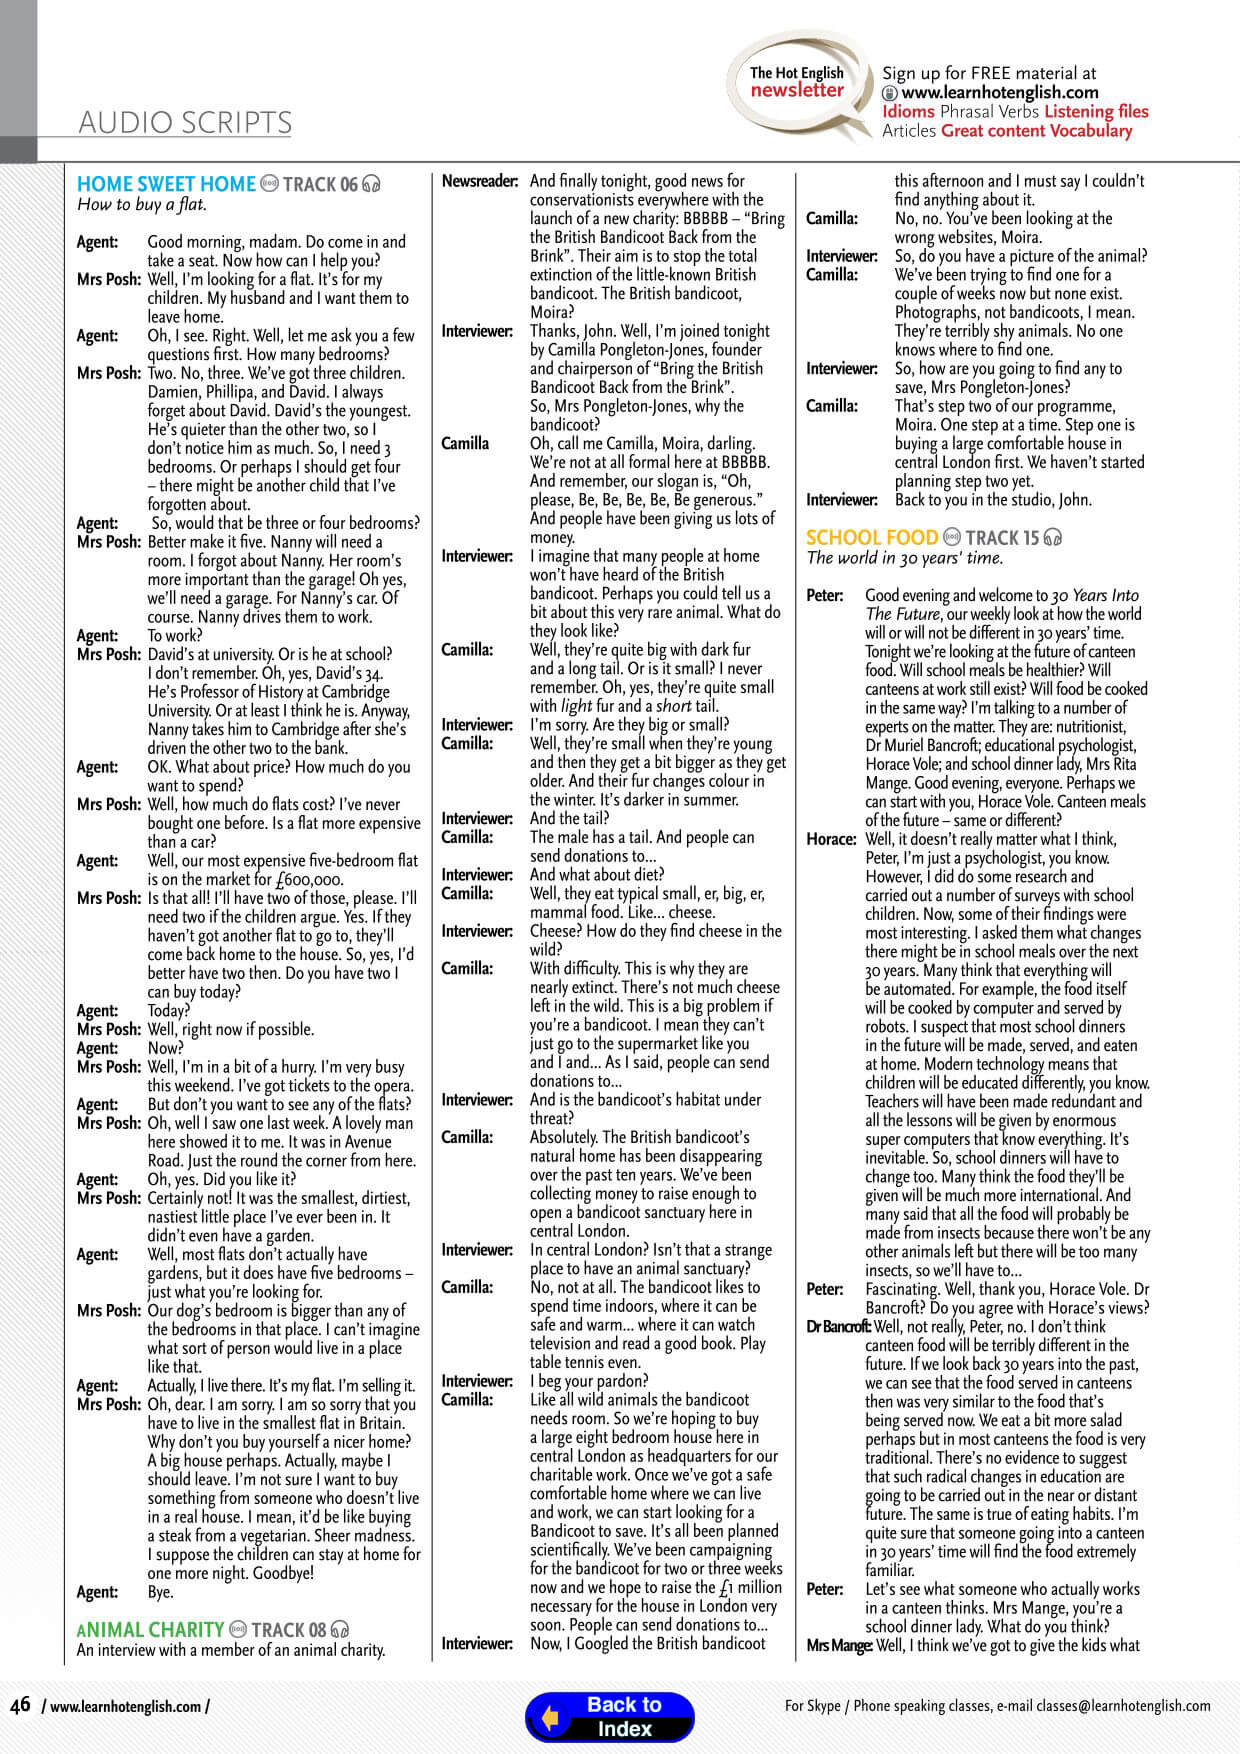 The Hot English
newsletter
Sign up for FREE material at
www.learnhotenglish.com
Idioms Phrasal Verbs Listening files
Articles Great content Vocabulary
AUDIO SCRIPTS
HOME SWEET HOME TRACK 06
How to buy a flat.
Agent: Good morning, madam. Do come in and
take a seat. Now how can I help you?
Mrs Posh: Well, I'm looking for a flat. It's for my
children. My husband and I want them to
leave home.
Agent: Oh, I see. Right. Well, let me ask you a few
questions first. How many bedrooms?
Mrs Posh: Two. No, three. We've got three children.
Damien, Phillipa, and David. I always
forget about David. David's the youngest.
He's quieter than the other two, so I
don't notice him as much. So, I need 3
bedrooms. Or perhaps I should get four
– there might be another child that I've
forgotten about.
Agent: So, would that be three or four bedrooms?
Mrs Posh: Better make it five. Nanny will need a
room. I forgot about Nanny. Her room's
more important than the garage! Oh yes,
we'll need a garage. For Nanny's car. Of
course. Nanny drives them to work.
Agent: To work?
Mrs Posh: David's at university. Or is he at school?
I don't remember. Oh, yes, David's 34.
He's Professor of History at Cambridge
University. Or at least I think he is. Anyway,
Nanny takes him to Cambridge after she's
driven the other two to the bank.
Agent: OK. What about price? How much do you
want to spend?
Mrs Posh: Well, how much do flats cost? I've never
bought one before. Is a flat more expensive
than a car?
Agent: Well, our most expensive five-bedroom flat
is on the market for £600,000.
Mrs Posh: Is that all! I'll have two of those, please. I'll
need two if the children argue. Yes. If they
haven't got another flat to go to, they'll
come back home to the house. So, yes, I'd
better have two then. Do you have two I
can buy today?
Agent: Today?
Mrs Posh: Well, right now if possible.
Agent: Now?
Mrs Posh: Well, I'm in a bit of a hurry. I'm very busy
this weekend. I've got tickets to the opera.
Agent: But don't you want to see any of the flats?
Mrs Posh: Oh, well I saw one last week. A lovely man
here showed it to me. It was in Avenue
Road. Just the round the corner from here.
Agent: Oh, yes. Did you like it?
Mrs Posh: Certainly not! It was the smallest, dirtiest,
nastiest little place I've ever been in. It
didn't even have a garden.
Agent: Well, most flats don't actually have
gardens, but it does have five bedrooms –
just what you're looking for.
Mrs Posh: Our dog's bedroom is bigger than any of
the bedrooms in that place. I can't imagine
what sort of person would live in a place
like that.
Agent: Actually, I live there. It's my flat. I'm selling it.
Mrs Posh: Oh, dear. I am sorry. I am so sorry that you
have to live in the smallest flat in Britain.
Why don't you buy yourself a nicer home?
A big house perhaps. Actually, maybe I
should leave. I'm not sure I want to buy
something from someone who doesn't live
in a real house. I mean, it'd be like buying
a steak from a vegetarian. Sheer madness.
I suppose the children can stay at home for
one more night. Goodbye!
Agent: Bye.
ANIMAL CHARITY TRACK 08
An interview with a member of an animal charity.
Newsreader: And finally tonight, good news for
conservationists everywhere with the
launch of a new charity: BBBBB – "Bring
the British Bandicoot Back from the
Brink". Their aim is to stop the total
extinction of the little-known British
bandicoot. The British bandicoot,
Moira?
Interviewer: Thanks, John. Well, I'm joined tonight
by Camilla Pongleton-Jones, founder
and chairperson of "Bring the British
Bandicoot Back from the Brink".
So, Mrs Pongleton-Jones, why the
bandicoot?
Camilla Oh, call me Camilla, Moira, darling.
We're not at all formal here at BBBBB.
And remember, our slogan is, "Oh,
please, Be, Be, Be, Be, Be generous."
And people have been giving us lots of
money.
Interviewer: I imagine that many people at home
won't have heard of the British
bandicoot. Perhaps you could tell us a
bit about this very rare animal. What do
they look like?
Camilla: Well, they're quite big with dark fur
and a long tail. Or is it small? I never
remember. Oh, yes, they're quite small
with light fur and a short tail.
Interviewer: I'm sorry. Are they big or small?
Camilla: Well, they're small when they're young
and then they get a bit bigger as they get
older. And their fur changes colour in
the winter. It's darker in summer.
Interviewer: And the tail?
Camilla: The male has a tail. And people can
send donations to...
Interviewer: And what about diet?
Camilla: Well, they eat typical small, er, big, er,
mammal food. Like... cheese.
Interviewer: Cheese? How do they find cheese in the
wild?
Camilla: With difficulty. This is why they are
nearly extinct. There's not much cheese
left in the wild. This is a big problem if
you're a bandicoot. I mean they can't
just go to the supermarket like you
and I and... As I said, people can send
donations to...
Interviewer: And is the bandicoot's habitat under
threat?
Camilla: Absolutely. The British bandicoot's
natural home has been disappearing
over the past ten years. We've been
collecting money to raise enough to
open a bandicoot sanctuary here in
central London.
Interviewer: In central London? Isn't that a strange
place to have an animal sanctuary?
Camilla: No, not at all. The bandicoot likes to
spend time indoors, where it can be
safe and warm... where it can watch
television and read a good book. Play
table tennis even.
Interviewer: I beg your pardon?
Camilla: Like all wild animals the bandicoot
needs room. So we're hoping to buy
a large eight bedroom house here in
central London as headquarters for our
charitable work. Once we've got a safe
comfortable home where we can live
and work, we can start looking for a
Bandicoot to save. It's all been planned
scientifically. We've been campaigning
for the bandicoot for two or three weeks
now and we hope to raise the £1 million
necessary for the house in London very
soon. People can send donations to...
Interviewer: Now, I Googled the British bandicoot
this afternoon and I must say I couldn't
find anything about it.
Camilla: No, no. You've been looking at the
wrong websites, Moira.
Interviewer: So, do you have a picture of the animal?
Camilla: We've been trying to find one for a
couple of weeks now but none exist.
Photographs, not bandicoots, I mean.
They're terribly shy animals. No one
knows where to find one.
Interviewer: So, how are you going to find any to
save, Mrs Pongleton-Jones?
Camilla: That's step two of our programme,
Moira. One step at a time. Step one is
buying a large comfortable house in
central London first. We haven't started
planning step two yet.
Interviewer: Back to you in the studio, John.
SCHOOL FOOD TRACK 15
The world in 30 years' time.
Peter: Good evening and welcome to 30 Years Into
The Future, our weekly look at how the world
will or will not be different in 30 years' time.
Tonight we're looking at the future of canteen
food. Will school meals be healthier? Will
canteens at work still exist? Will food be cooked
in the same way? I'm talking to a number of
experts on the matter. They are: nutritionist,
Dr Muriel Bancroft; educational psychologist,
Horace Vole; and school dinner lady, Mrs Rita
Mange. Good evening, everyone. Perhaps we
can start with you, Horace Vole. Canteen meals
of the future – same or different?
Horace: Well, it doesn't really matter what I think,
Peter, I'm just a psychologist, you know.
However, I did do some research and
carried out a number of surveys with school
children. Now, some of their findings were
most interesting. I asked them what changes
there might be in school meals over the next
30 years. Many think that everything will
be automated. For example, the food itself
will be cooked by computer and served by
robots. I suspect that most school dinners
in the future will be made, served, and eaten
at home. Modern technology means that
children will be educated differently, you know.
Teachers will have been made redundant and
all the lessons will be given by enormous
super computers that know everything. It's
inevitable. So, school dinners will have to
change too. Many think the food they'll be
given will be much more international. And
many said that all the food will probably be
made from insects because there won't be any
other animals left but there will be too many
insects, so we'll have to...
Peter: Fascinating. Well, thank you, Horace Vole. Dr
Bancroft? Do you agree with Horace's views?
Dr Bancroft: Well, not really, Peter, no. I don't think
canteen food will be terribly different in the
future. If we look back 30 years into the past,
we can see that the food served in canteens
then was very similar to the food that's
being served now. We eat a bit more salad
perhaps but in most canteens the food is very
traditional. There's no evidence to suggest
that such radical changes in education are
going to be carried out in the near or distant
future. The same is true of eating habits. I'm
quite sure that someone going into a canteen
in 30 years' time will find the food extremely
familiar.
Peter: Let's see what someone who actually works
in a canteen thinks. Mrs Mange, you're a
school dinner lady. What do you think?
Mrs Mange: Well, I think we've got to give the kids what
46 / www.learnhotenglish.com /
Back to
Index
For Skype / Phone speaking classes, e-mail classes@learnhotenglish.com